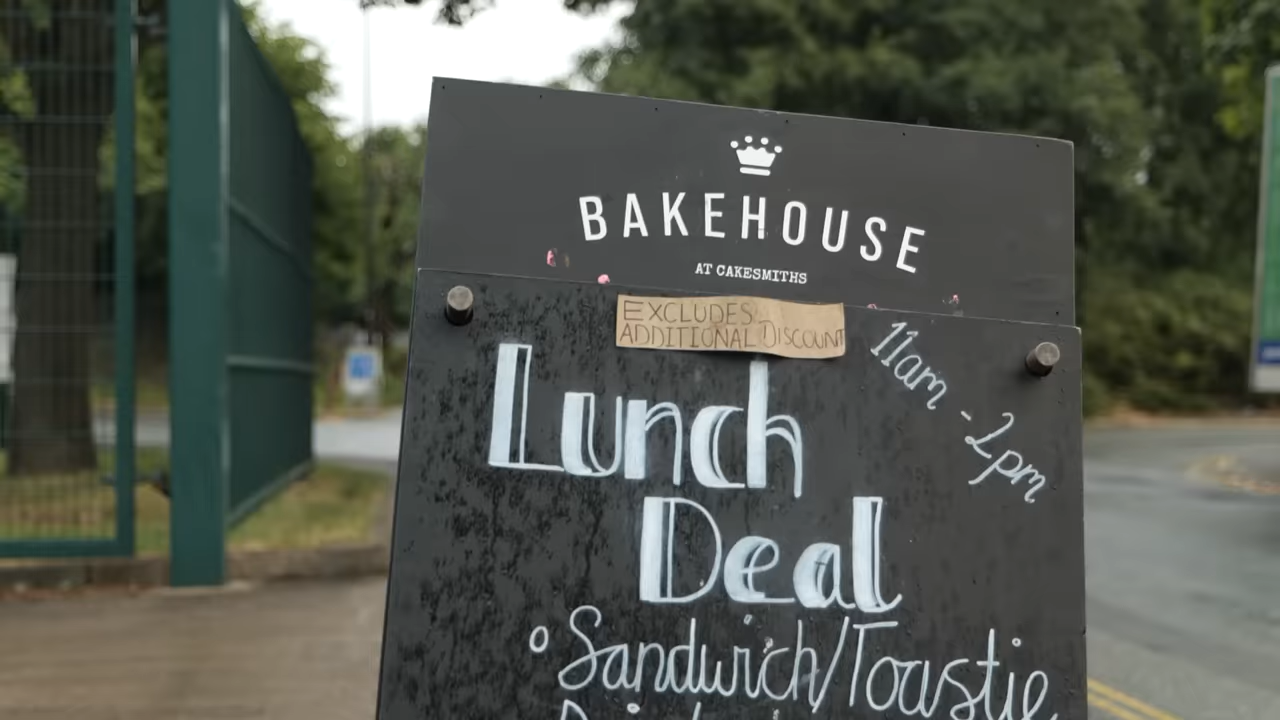 BAKEHOUSE
AT CAKESMITHS
EXCLUDES
ADDITIONAL DISCOUNT
11am - 2pm
Lunch
Deal
Sandwich/Toastie